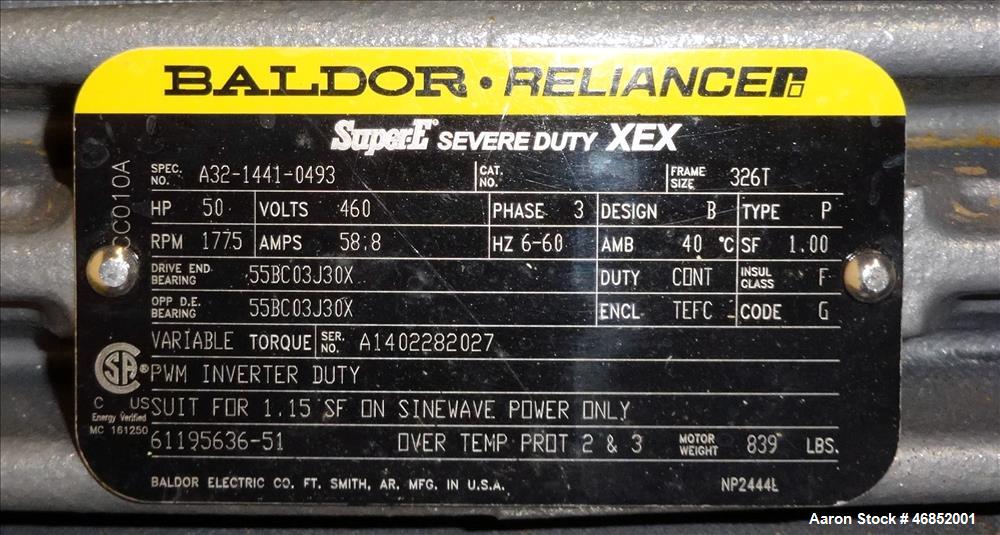 BALDOR • RELIANCE
Super-E® SEVERE DUTY XEX
SPEC. NO. A32-1441-0493 CAT. NO. FRAME SIZE 326T
HP 50 VOLTS 460 PHASE 3 DESIGN B TYPE P
RPM 1775 AMPS 58.8 HZ 6-60 AMB 40 °C SF 1.00
DRIVE END BEARING 55BC03J30X DUTY CONT INSUL CLASS F
OPP D.E. BEARING 55BC03J30X ENCL TEFC CODE G
VARIABLE TORQUE SER. NO. A1402282027
PWM INVERTER DUTY
SUIT FOR 1.15 SF ON SINEWAVE POWER ONLY
61195636-51 OVER TEMP PROT 2 & 3 MOTOR WEIGHT 839 LBS.
BALDOR ELECTRIC CO. FT. SMITH, AR. MFG. IN U.S.A. NP2444L
CC010A
SA®
C US
Energy Verified
MC 161250
Aaron Stock # 46852001